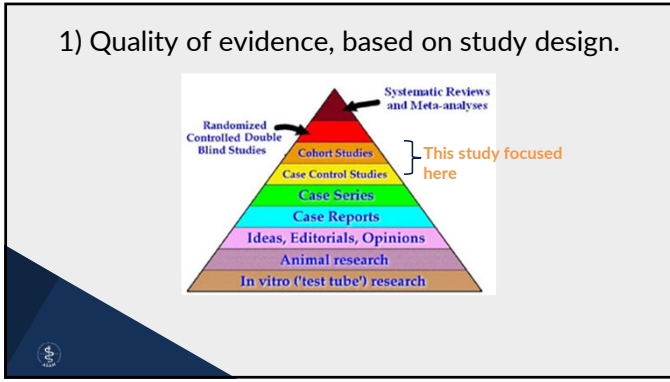 1) Quality of evidence, based on study design.
Systematic Reviews
and Meta-analyses
Randomized
Controlled Double
Blind Studies
Cohort Studies
This study focused
here
Case Control Studies
Case Series
Case Reports
Ideas, Editorials, Opinions
Animal research
In vitro ('test tube') research
ASAM